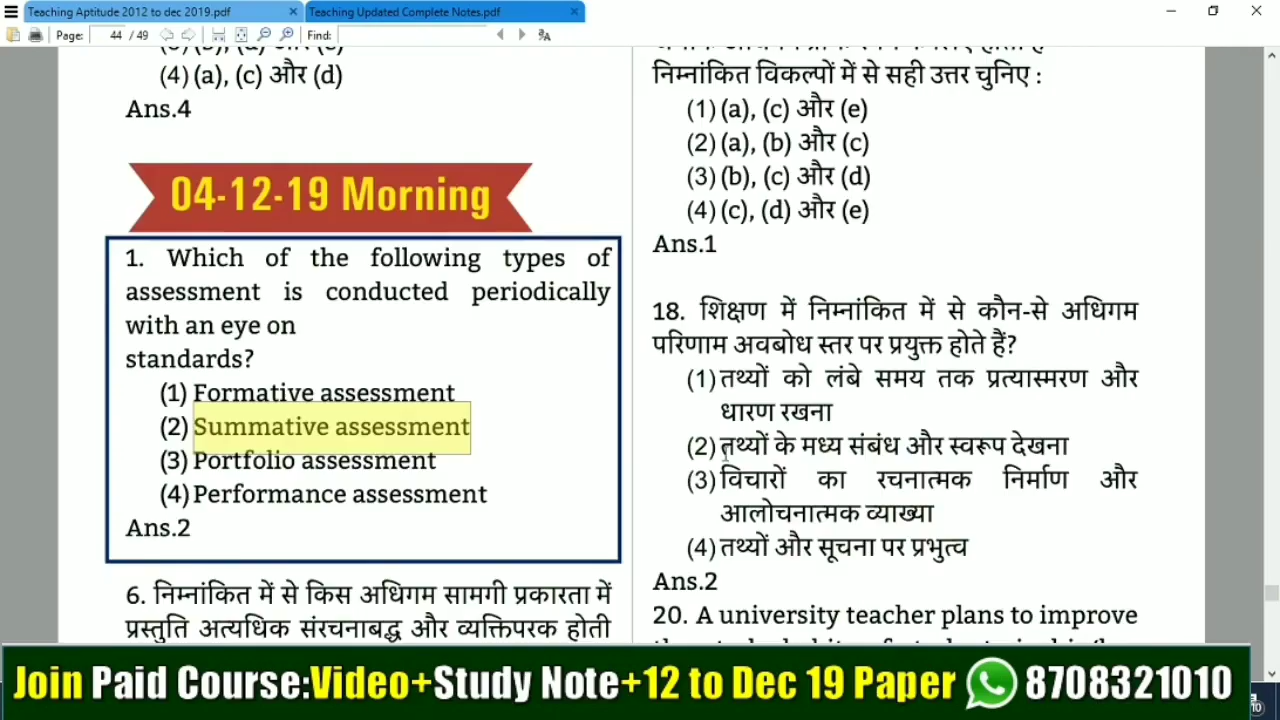 Teaching Aptitude 2012 to dec 2019.pdf
Teaching Updated Complete Notes.pdf
Page: 44 / 49 Find:
(4) (a), (c) और (d)
Ans.4
04-12-19 Morning
1. Which of the following types of
assessment is conducted periodically
with an eye on
standards?
(1) Formative assessment
(2) Summative assessment
(3) Portfolio assessment
(4) Performance assessment
Ans.2
6. निम्नांकित में से किस अधिगम सामगी प्रकारता में
प्रस्तुति अत्यधिक संरचनाबद्ध और व्यक्तिपरक होती
निम्नांकित विकल्पों में से सही उत्तर चुनिए :
(1) (a), (c) और (e)
(2) (a), (b) और (c)
(3) (b), (c) और (d)
(4) (c), (d) और (e)
Ans.1
18. शिक्षण में निम्नांकित में से कौन-से अधिगम
परिणाम अवबोध स्तर पर प्रयुक्त होते हैं?
(1) तथ्यों को लंबे समय तक प्रत्यास्मरण और
धारण रखना
(2) तथ्यों के मध्य संबंध और स्वरूप देखना
(3) विचारों का रचनात्मक निर्माण और
आलोचनात्मक व्याख्या
(4) तथ्यों और सूचना पर प्रभुत्व
Ans.2
20. A university teacher plans to improve
Join Paid Course:Video+Study Note+12 to Dec 19 Paper 8708321010